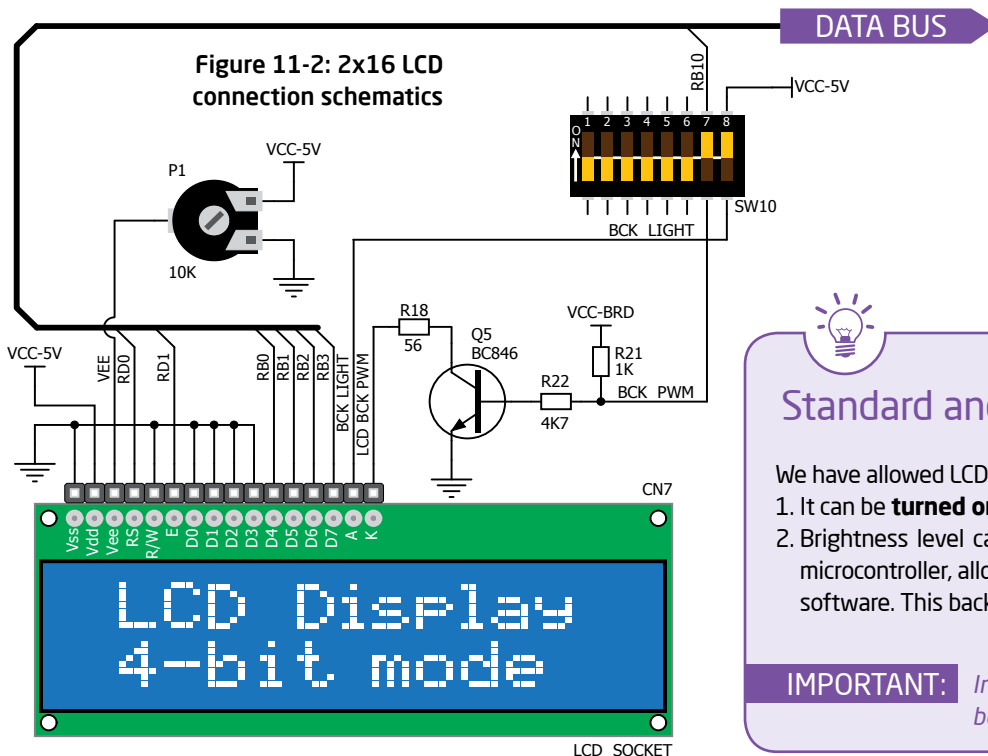 DATA BUS
Figure 11-2: 2x16 LCD
connection schematics
RB10
VCC-5V
1 2 3 4 5 6 7 8
ON
SW10
BCK LIGHT
P1
VCC-5V
10K
R18
56
Q5
BC846
VCC-BRD
R21
1K
R22
4K7
BCK PWM
VCC-5V
VEE
RD0
RD1
RB0
RB1
RB2
RB3
BCK LIGHT
LCD BCK PWM
CN7
Vss
Vdd
Vee
RS
R/W
E
D0
D1
D2
D3
D4
D5
D6
D7
A
K
LCD Display
4-bit mode
LCD SOCKET
Standard an
We have allowed LCD
1. It can be turned o
2. Brightness level ca
microcontroller, allo
software. This back
IMPORTANT:
In
b